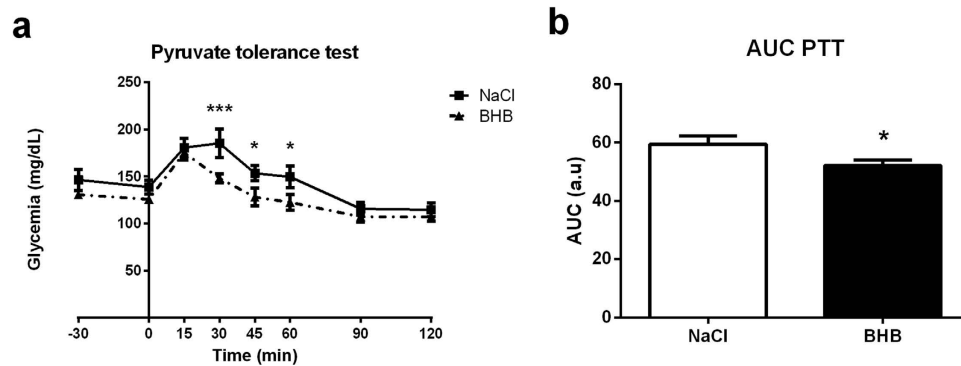 a
Pyruvate tolerance test
Glycemia (mg/dL)
250
200
150
100
50
***
*
*
NaCl
BHB
-30 0 15 30 45 60 90 120
Time (min)
b
AUC PTT
AUC (a.u)
80
60
40
20
0
*
NaCl
BHB